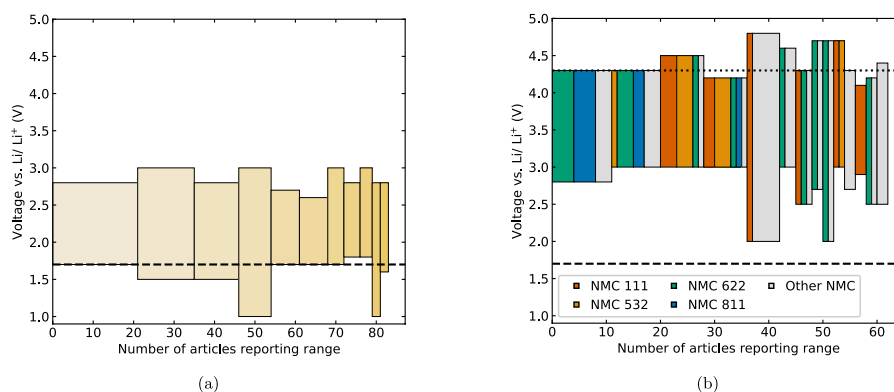 5.0
4.5
4.0
3.5
3.0
2.5
2.0
1.5
1.0
Voltage vs. Li/ Li⁺ (V)
0 10 20 30 40 50 60 70 80
Number of articles reporting range
(a)
5.0
4.5
4.0
3.5
3.0
2.5
2.0
1.5
1.0
Voltage vs. Li/ Li⁺ (V)
NMC 111 NMC 622 Other NMC
NMC 532 NMC 811
0 10 20 30 40 50 60
Number of articles reporting range
(b)